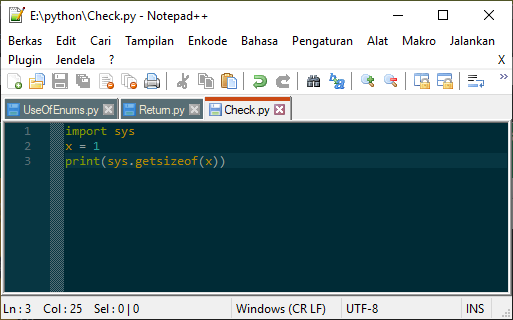 E:\python\Check.py - Notepad++
Berkas Edit Cari Tampilan Enkode Bahasa Pengaturan Alat Makro Jalankan
Plugin Jendela ? X
UseOfEnums.py Return.py Check.py
1 import sys
2 x = 1
3 print(sys.getsizeof(x))
Ln : 3 Col : 25 Sel : 0 | 0 Windows (CR LF) UTF-8 INS